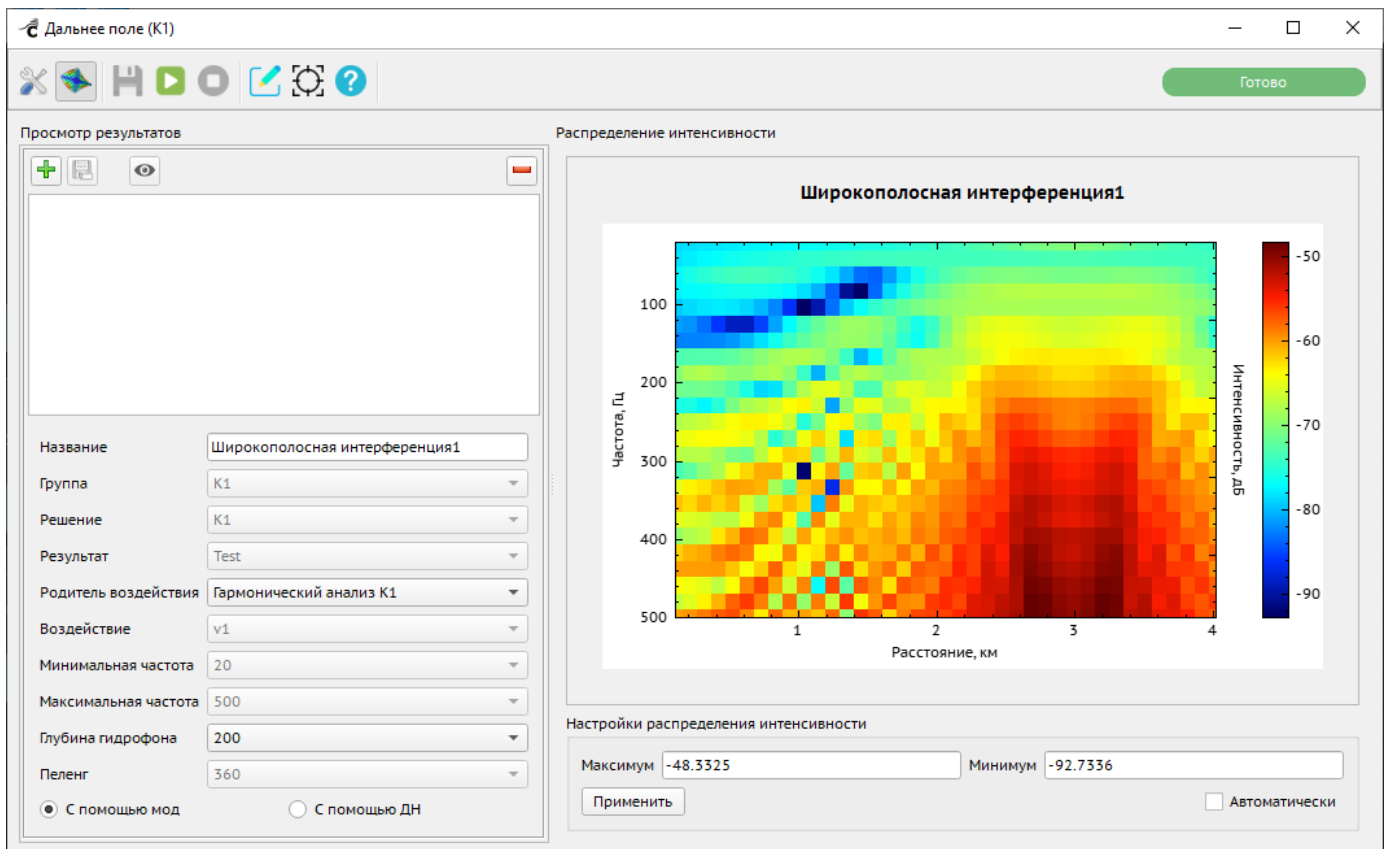 Дальнее поле (К1)
Готово
Просмотр результатов
Распределение интенсивности
Широкополосная интерференция1
100
200
300
400
500
Частота, Гц
1
2
3
4
Расстояние, км
-50
-60
-70
-80
-90
Интенсивность, дБ
Название
Широкополосная интерференция1
Группа
К1
Решение
К1
Результат
Test
Родитель воздействия
Гармонический анализ К1
Воздействие
v1
Минимальная частота
20
Максимальная частота
500
Глубина гидрофона
200
Пеленг
360
С помощью мод
С помощью ДН
Настройки распределения интенсивности
Максимум
-48.3325
Минимум
-92.7336
Применить
Автоматически